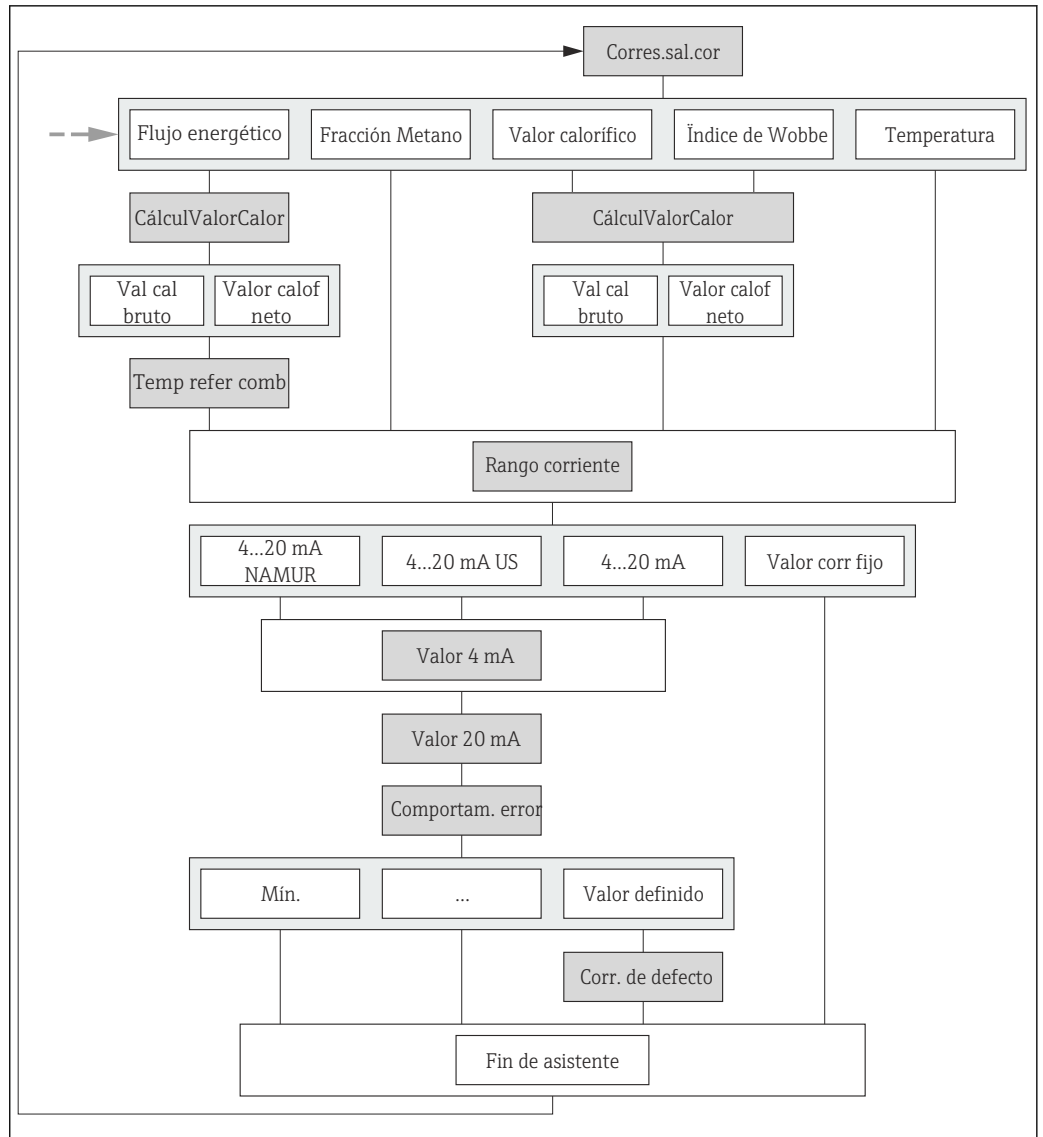 Corres.sal.cor
Flujo energético
Fracción Metano
Valor calorífico
Ïndice de Wobbe
Temperatura
CálculValorCalor
CálculValorCalor
Val cal
bruto
Valor calof
neto
Val cal
bruto
Valor calof
neto
Temp refer comb
Rango corriente
4...20 mA
NAMUR
4...20 mA US
4...20 mA
Valor corr fijo
Valor 4 mA
Valor 20 mA
Comportam. error
Mín.
...
Valor definido
Corr. de defecto
Fin de asistente